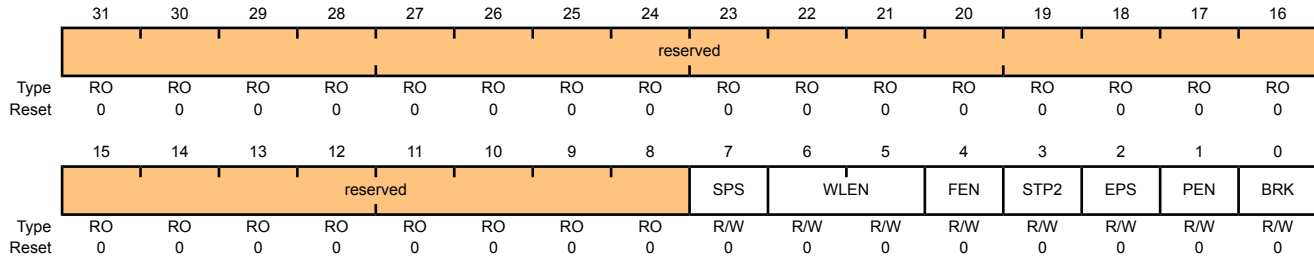 31 30 29 28 27 26 25 24 23 22 21 20 19 18 17 16
reserved
Type RO RO RO RO RO RO RO RO RO RO RO RO RO RO RO RO
Reset 0 0 0 0 0 0 0 0 0 0 0 0 0 0 0 0
15 14 13 12 11 10 9 8 7 6 5 4 3 2 1 0
reserved SPS WLEN FEN STP2 EPS PEN BRK
Type RO RO RO RO RO RO RO RO R/W R/W R/W R/W R/W R/W R/W R/W
Reset 0 0 0 0 0 0 0 0 0 0 0 0 0 0 0 0